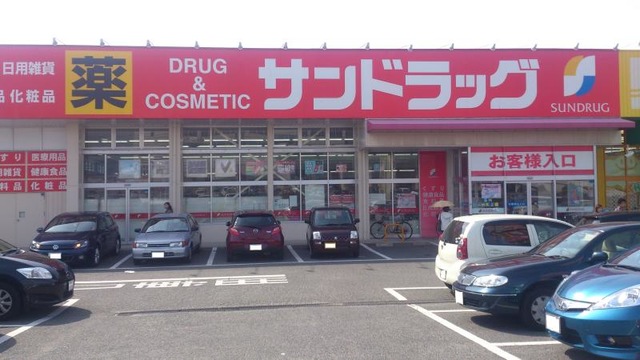 日用雑貨
品化粧品
薬
DRUG
&
COSMETIC
サンドラッグ
SUNDRUG
お客様入口
くすり 医療用品
用雑貨 健康食品
料品 化粧